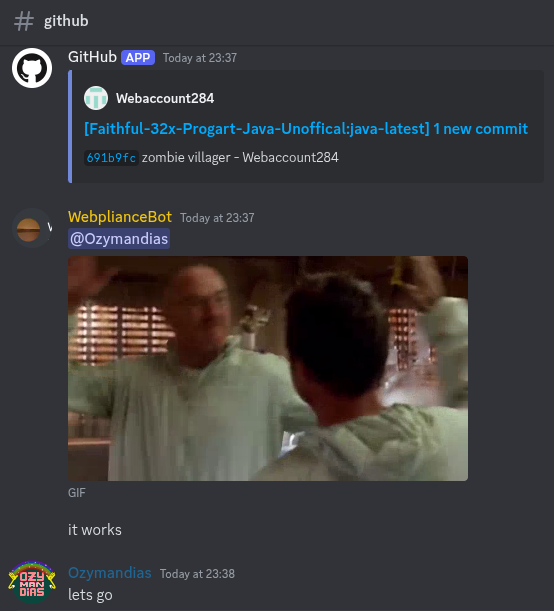 github
GitHub APP Today at 23:37
Webaccount284
[Faithful-32x-Progart-Java-Unoffical:java-latest] 1 new commit
691b9fc zombie villager - Webaccount284
WebplianceBot Today at 23:37
@Ozymandias
GIF
it works
OZY
MAN
DIAS
Ozymandias Today at 23:38
lets go